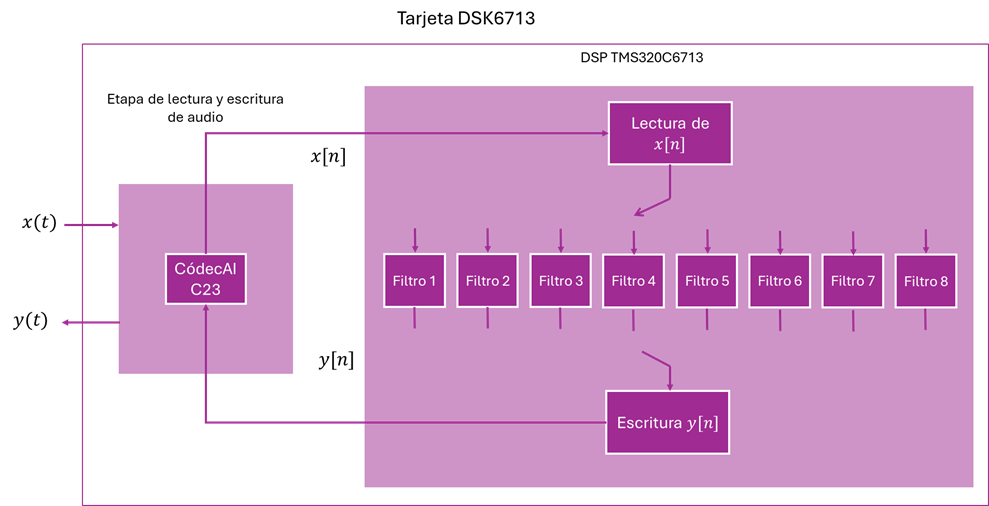 Tarjeta DSK6713
DSP TMS320C6713
Etapa de lectura y escritura
de audio
Lectura de
x[n]
x[n]
x(t)
CódecAI
C23
Filtro 1
Filtro 2
Filtro 3
Filtro 4
Filtro 5
Filtro 6
Filtro 7
Filtro 8
y(t)
y[n]
Escritura y[n]